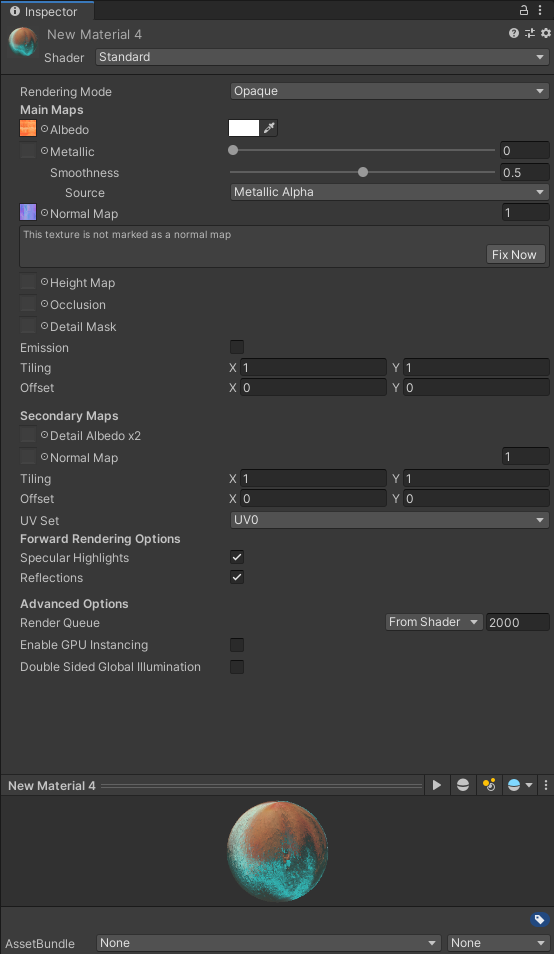 Inspector
New Material 4
Shader Standard
Rendering Mode Opaque
Main Maps
Albedo
Metallic 0
Smoothness 0.5
Source Metallic Alpha
Normal Map 1
This texture is not marked as a normal map
Fix Now
Height Map
Occlusion
Detail Mask
Emission
Tiling X 1 Y 1
Offset X 0 Y 0
Secondary Maps
Detail Albedo x2
Normal Map 1
Tiling X 1 Y 1
Offset X 0 Y 0
UV Set UV0
Forward Rendering Options
Specular Highlights
Reflections
Advanced Options
Render Queue From Shader 2000
Enable GPU Instancing
Double Sided Global Illumination
New Material 4
AssetBundle None None